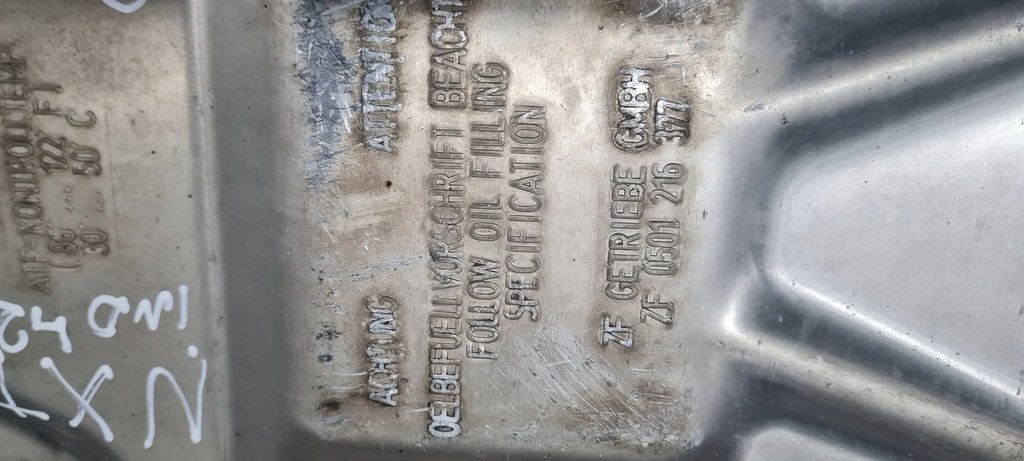 ATF-KONTROLLTEMP.
( 86 .... 122 F )
30 .... 50 C
ACHTUNG ATTENTION
OELBEFUELLVORSCHRIFT BEACHT
FOLLOW OIL FILLING
SPECIFICATION
ZF GETRIEBE GMBH
ZF 0501 216 377